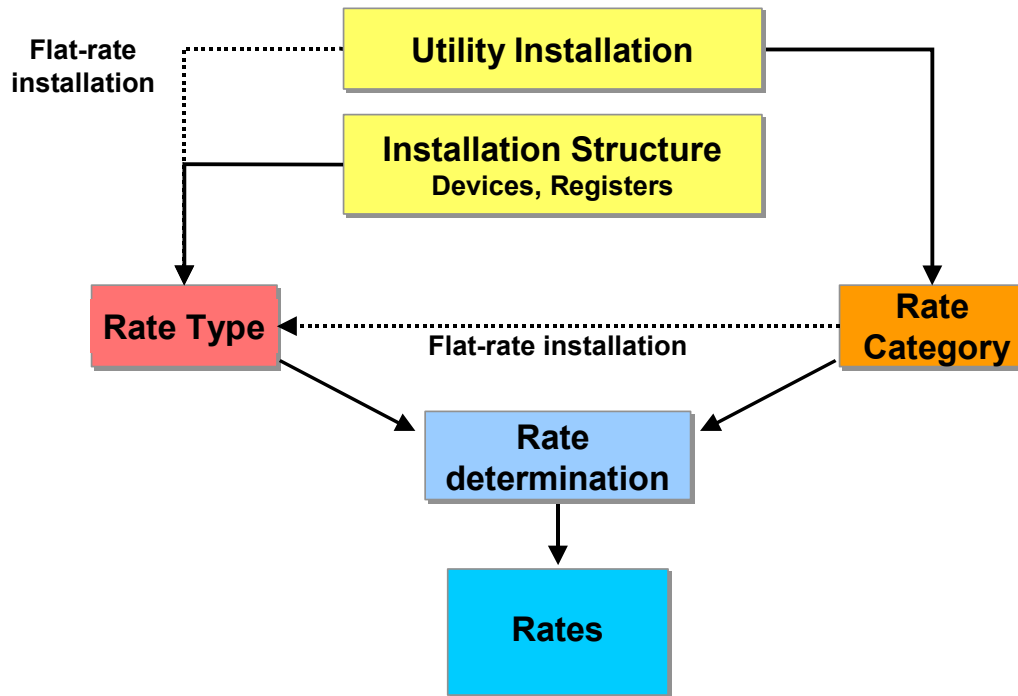 Flat-rate
installation
Utility Installation
Installation Structure
Devices, Registers
Rate Type
Flat-rate installation
Rate
Category
Rate
determination
Rates